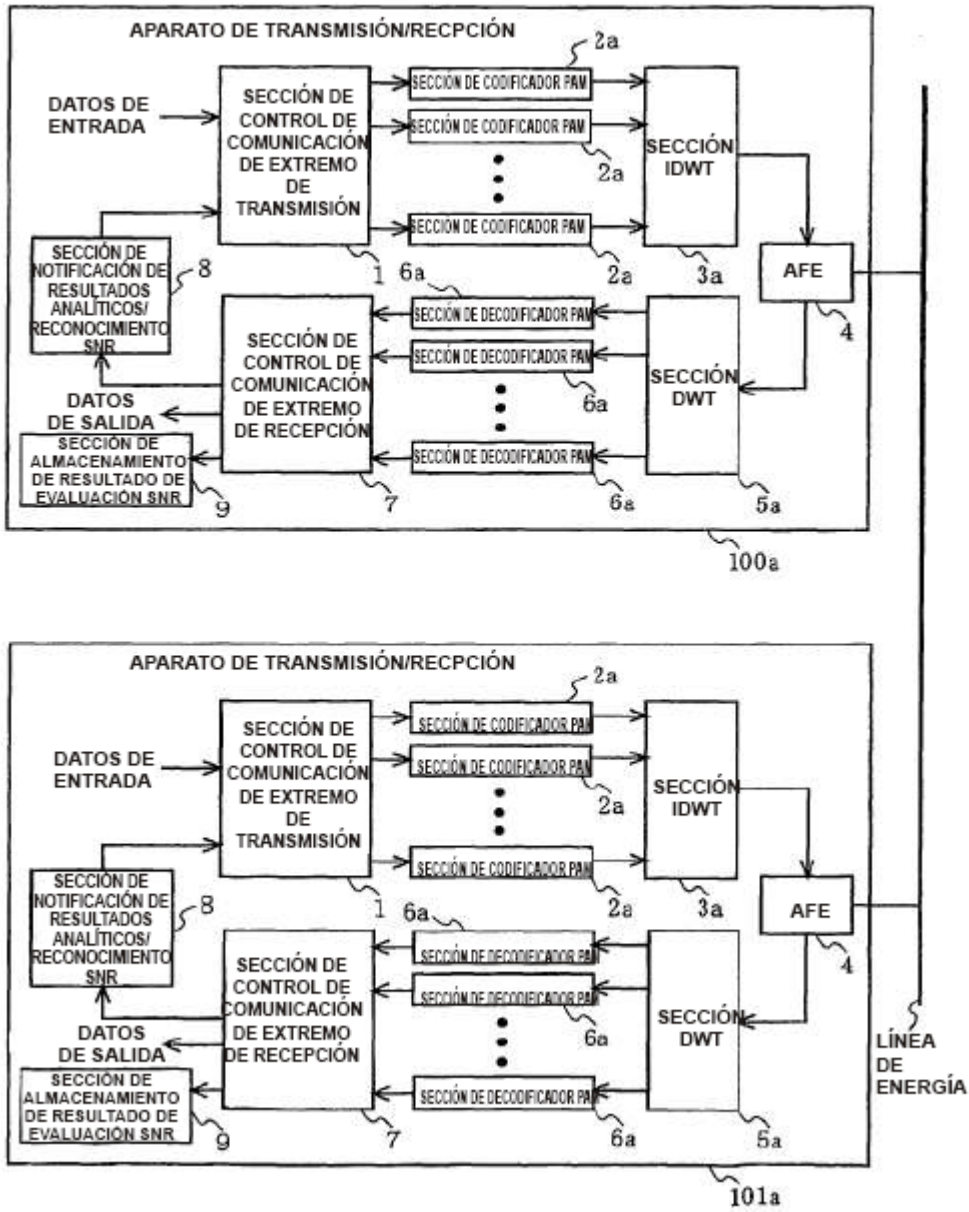 APARATO DE TRANSMISIÓN/RECPCIÓN
2a
DATOS DE
ENTRADA
SECCIÓN DE
CONTROL DE
COMUNICACIÓN
DE EXTREMO
DE
TRANSMISIÓN
SECCIÓN DE CODIFICADOR PAM
SECCIÓN DE CODIFICADOR PAM
2a
SECCIÓN DE CODIFICADOR PAM
SECCIÓN
IDWT
1
6a
2a
3a
AFE
4
SECCIÓN DE
NOTIFICACIÓN DE
RESULTADOS
ANALÍTICOS/
RECONOCIMIENTO
SNR
8
SECCIÓN DE
CONTROL DE
COMUNICACIÓN
DE EXTREMO
DE RECEPCIÓN
SECCIÓN DE DECODIFICADOR PAM
SECCIÓN DE DECODIFICADOR PAM
6a
SECCIÓN DE DECODIFICADOR PAM
SECCIÓN
DWT
DATOS
DE SALIDA
SECCIÓN DE
ALMACENAMIENTO
DE RESULTADO DE
EVALUACIÓN SNR
9
7
6a
5a
100a
APARATO DE TRANSMISIÓN/RECPCIÓN
2a
DATOS DE
ENTRADA
SECCIÓN DE
CONTROL DE
COMUNICACIÓN
DE EXTREMO
DE
TRANSMISIÓN
SECCIÓN DE CODIFICADOR PAM
SECCIÓN DE CODIFICADOR PAM
2a
SECCIÓN DE CODIFICADOR PAM
SECCIÓN
IDWT
1
6a
2a
3a
AFE
4
SECCIÓN DE
NOTIFICACIÓN DE
RESULTADOS
ANALÍTICOS/
RECONOCIMIENTO
SNR
8
SECCIÓN DE
CONTROL DE
COMUNICACIÓN
DE EXTREMO
DE RECEPCIÓN
SECCIÓN DE DECODIFICADOR PAM
SECCIÓN DE DECODIFICADOR PAM
6a
SECCIÓN DE DECODIFICADOR PAM
SECCIÓN
DWT
DATOS
DE SALIDA
SECCIÓN DE
ALMACENAMIENTO
DE RESULTADO DE
EVALUACIÓN SNR
9
7
6a
5a
LÍNEA
DE
ENERGÍA
101a